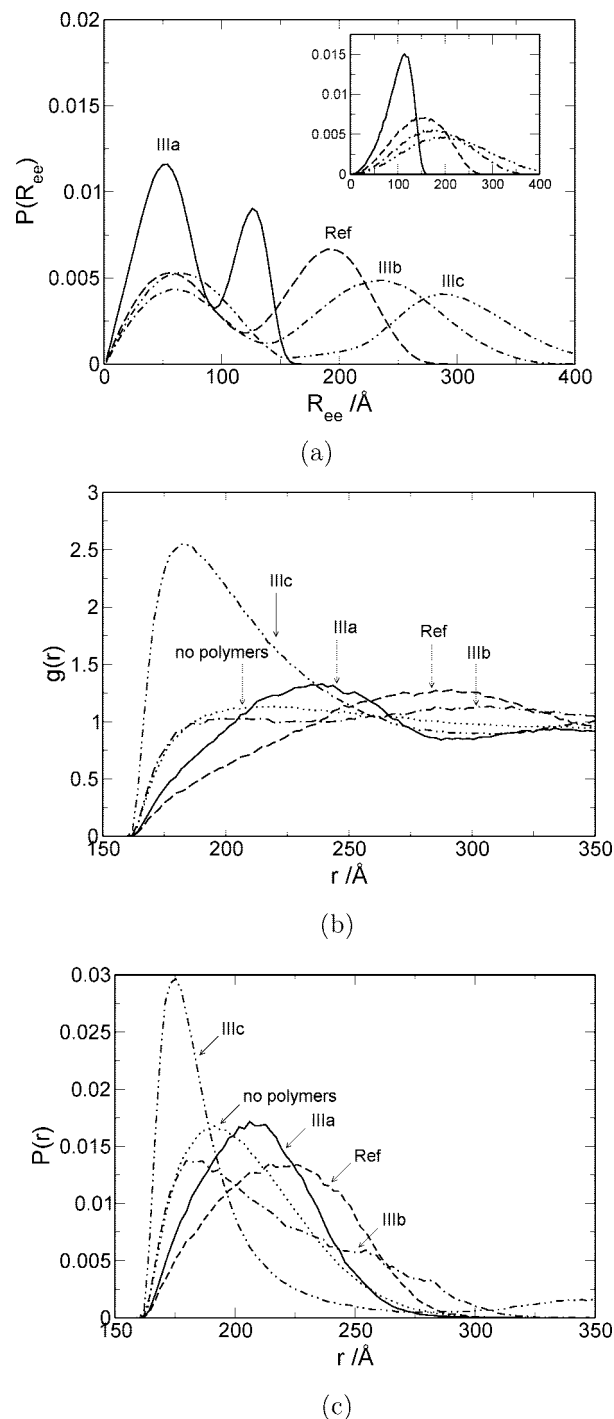 0.02
0.015
0.01
0.005
0
P(R_ee)
0.015
0.01
0.005
0
0 100 200 300 400
IIIa
Ref
IIIb
IIIc
0 100 200 300 400
R_ee /Å
(a)
3
2.5
2
1.5
1
0.5
0
g(r)
IIIc
IIIa
Ref
no polymers
IIIb
150 200 250 300 350
r /Å
(b)
0.03
0.025
0.02
0.015
0.01
0.005
0
P(r)
IIIc
no polymers
IIIa
Ref
IIIb
150 200 250 300 350
r /Å
(c)